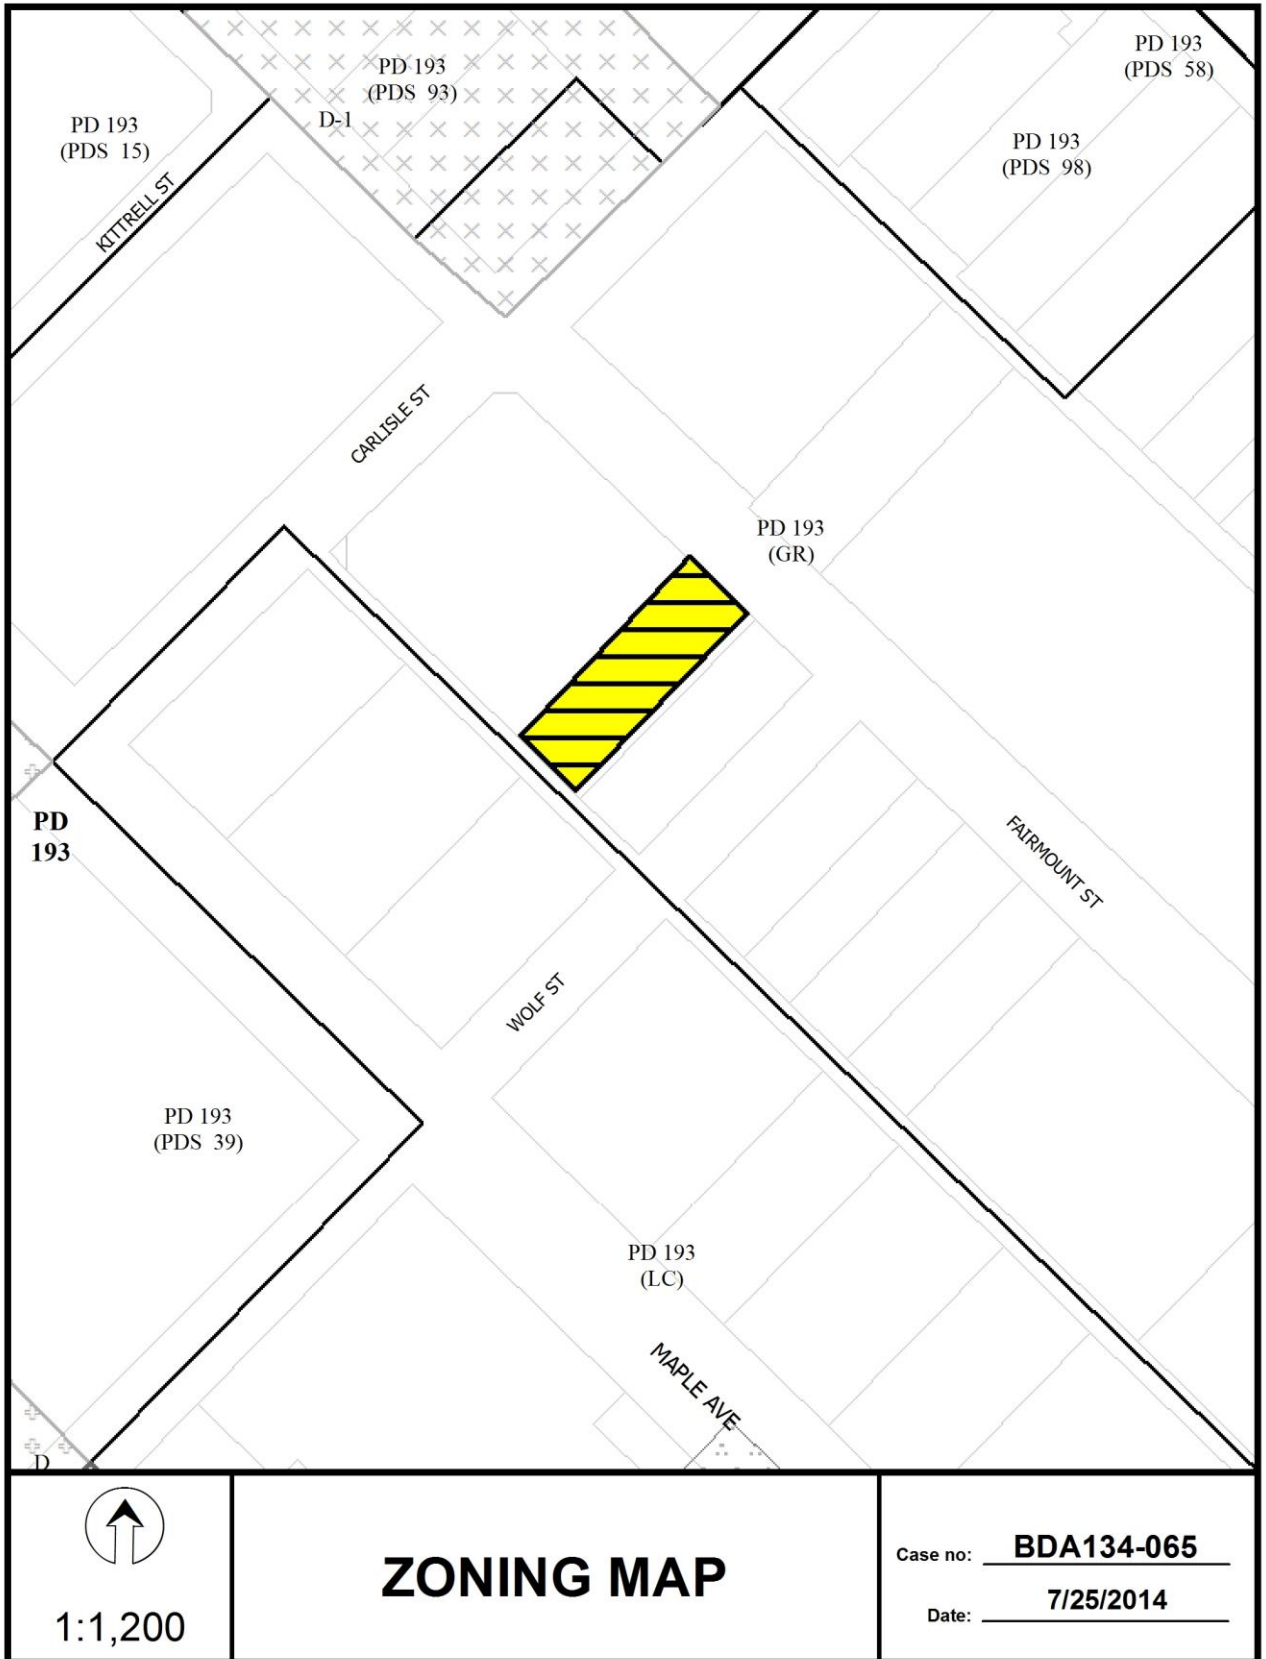 PD 193
(PDS 58)
PD 193
(PDS 93)
D-1
PD 193
(PDS 15)
PD 193
(PDS 98)
KITTRELL ST
CARLISLE ST
PD 193
(GR)
PD
193
FAIRMOUNT ST
WOLF ST
PD 193
(PDS 39)
PD 193
(LC)
MAPLE AVE
D
1:1,200
ZONING MAP
Case no: BDA134-065
Date: 7/25/2014